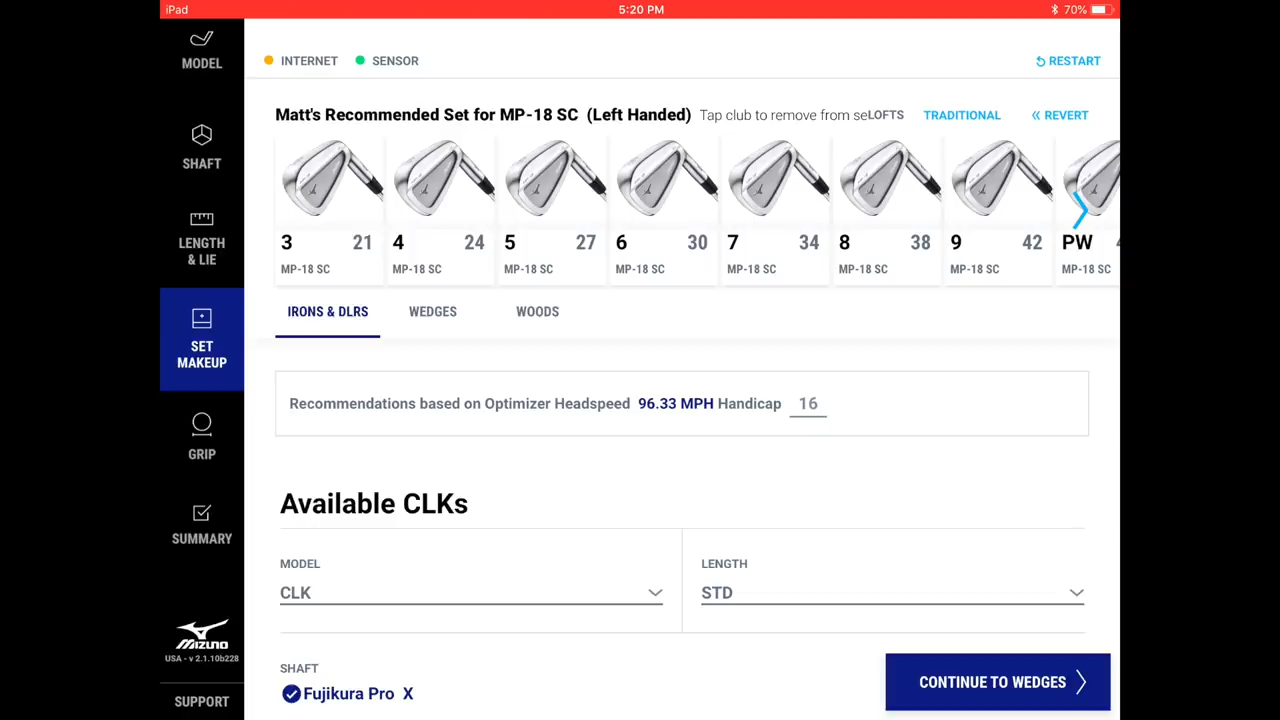 iPad 5:20 PM 70%
MODEL
SHAFT
LENGTH
& LIE
SET
MAKEUP
GRIP
SUMMARY
MIZUNO
USA - v 2.1.10b228
SUPPORT
INTERNET SENSOR RESTART
Matt's Recommended Set for MP-18 SC (Left Handed) Tap club to remove from se LOFTS TRADITIONAL REVERT
3 21 4 24 5 27 6 30 7 34 8 38 9 42 PW
MP-18 SC MP-18 SC MP-18 SC MP-18 SC MP-18 SC MP-18 SC MP-18 SC MP-18 SC
IRONS & DLRS WEDGES WOODS
Recommendations based on Optimizer Headspeed 96.33 MPH Handicap 16
Available CLKs
MODEL LENGTH
CLK STD
SHAFT
Fujikura Pro X
CONTINUE TO WEDGES